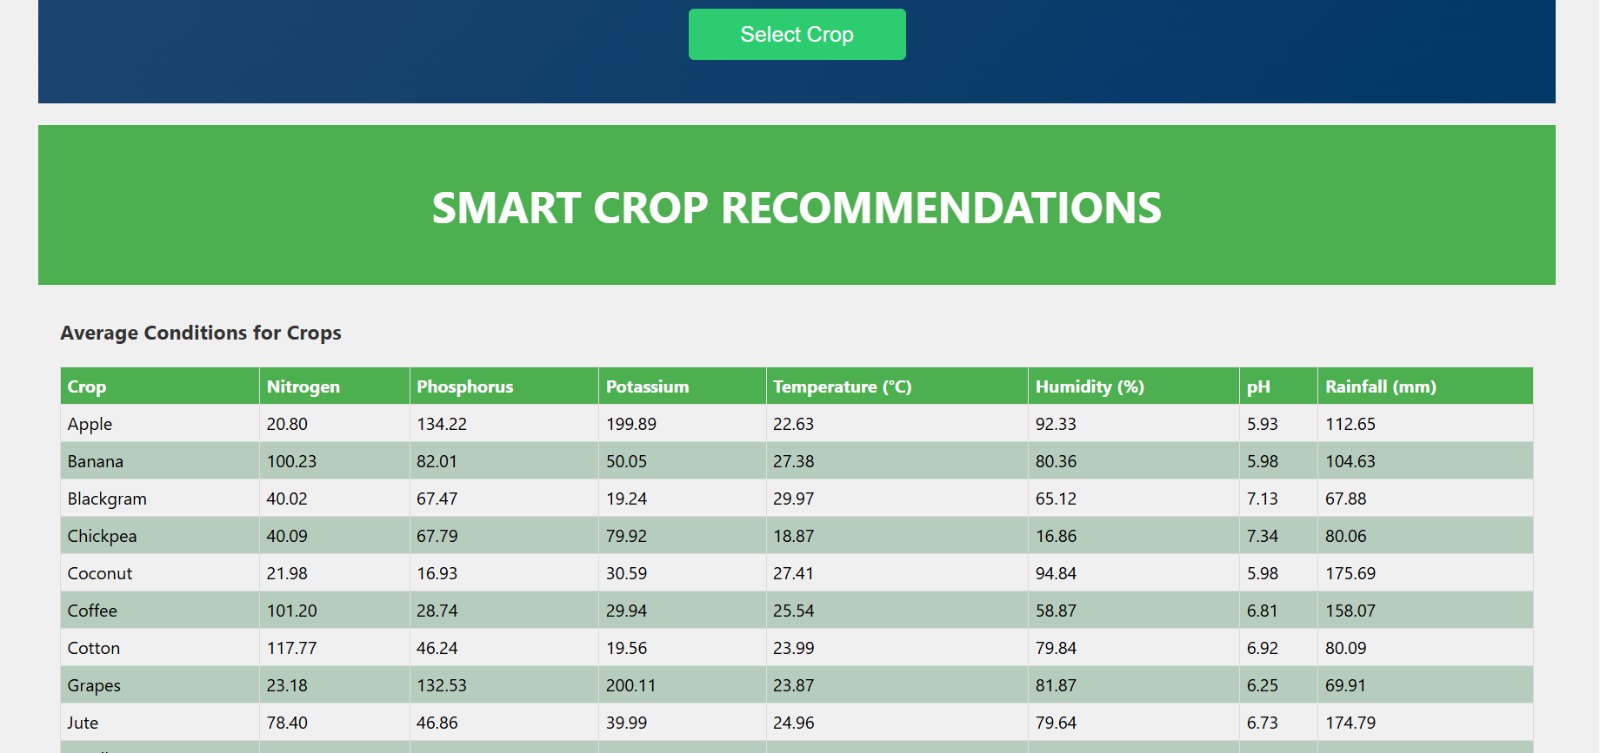 Select Crop
SMART CROP RECOMMENDATIONS
Average Conditions for Crops
Crop Nitrogen Phosphorus Potassium Temperature (°C) Humidity (%) pH Rainfall (mm)
Apple 20.80 134.22 199.89 22.63 92.33 5.93 112.65
Banana 100.23 82.01 50.05 27.38 80.36 5.98 104.63
Blackgram 40.02 67.47 19.24 29.97 65.12 7.13 67.88
Chickpea 40.09 67.79 79.92 18.87 16.86 7.34 80.06
Coconut 21.98 16.93 30.59 27.41 94.84 5.98 175.69
Coffee 101.20 28.74 29.94 25.54 58.87 6.81 158.07
Cotton 117.77 46.24 19.56 23.99 79.84 6.92 80.09
Grapes 23.18 132.53 200.11 23.87 81.87 6.25 69.91
Jute 78.40 46.86 39.99 24.96 79.64 6.73 174.79